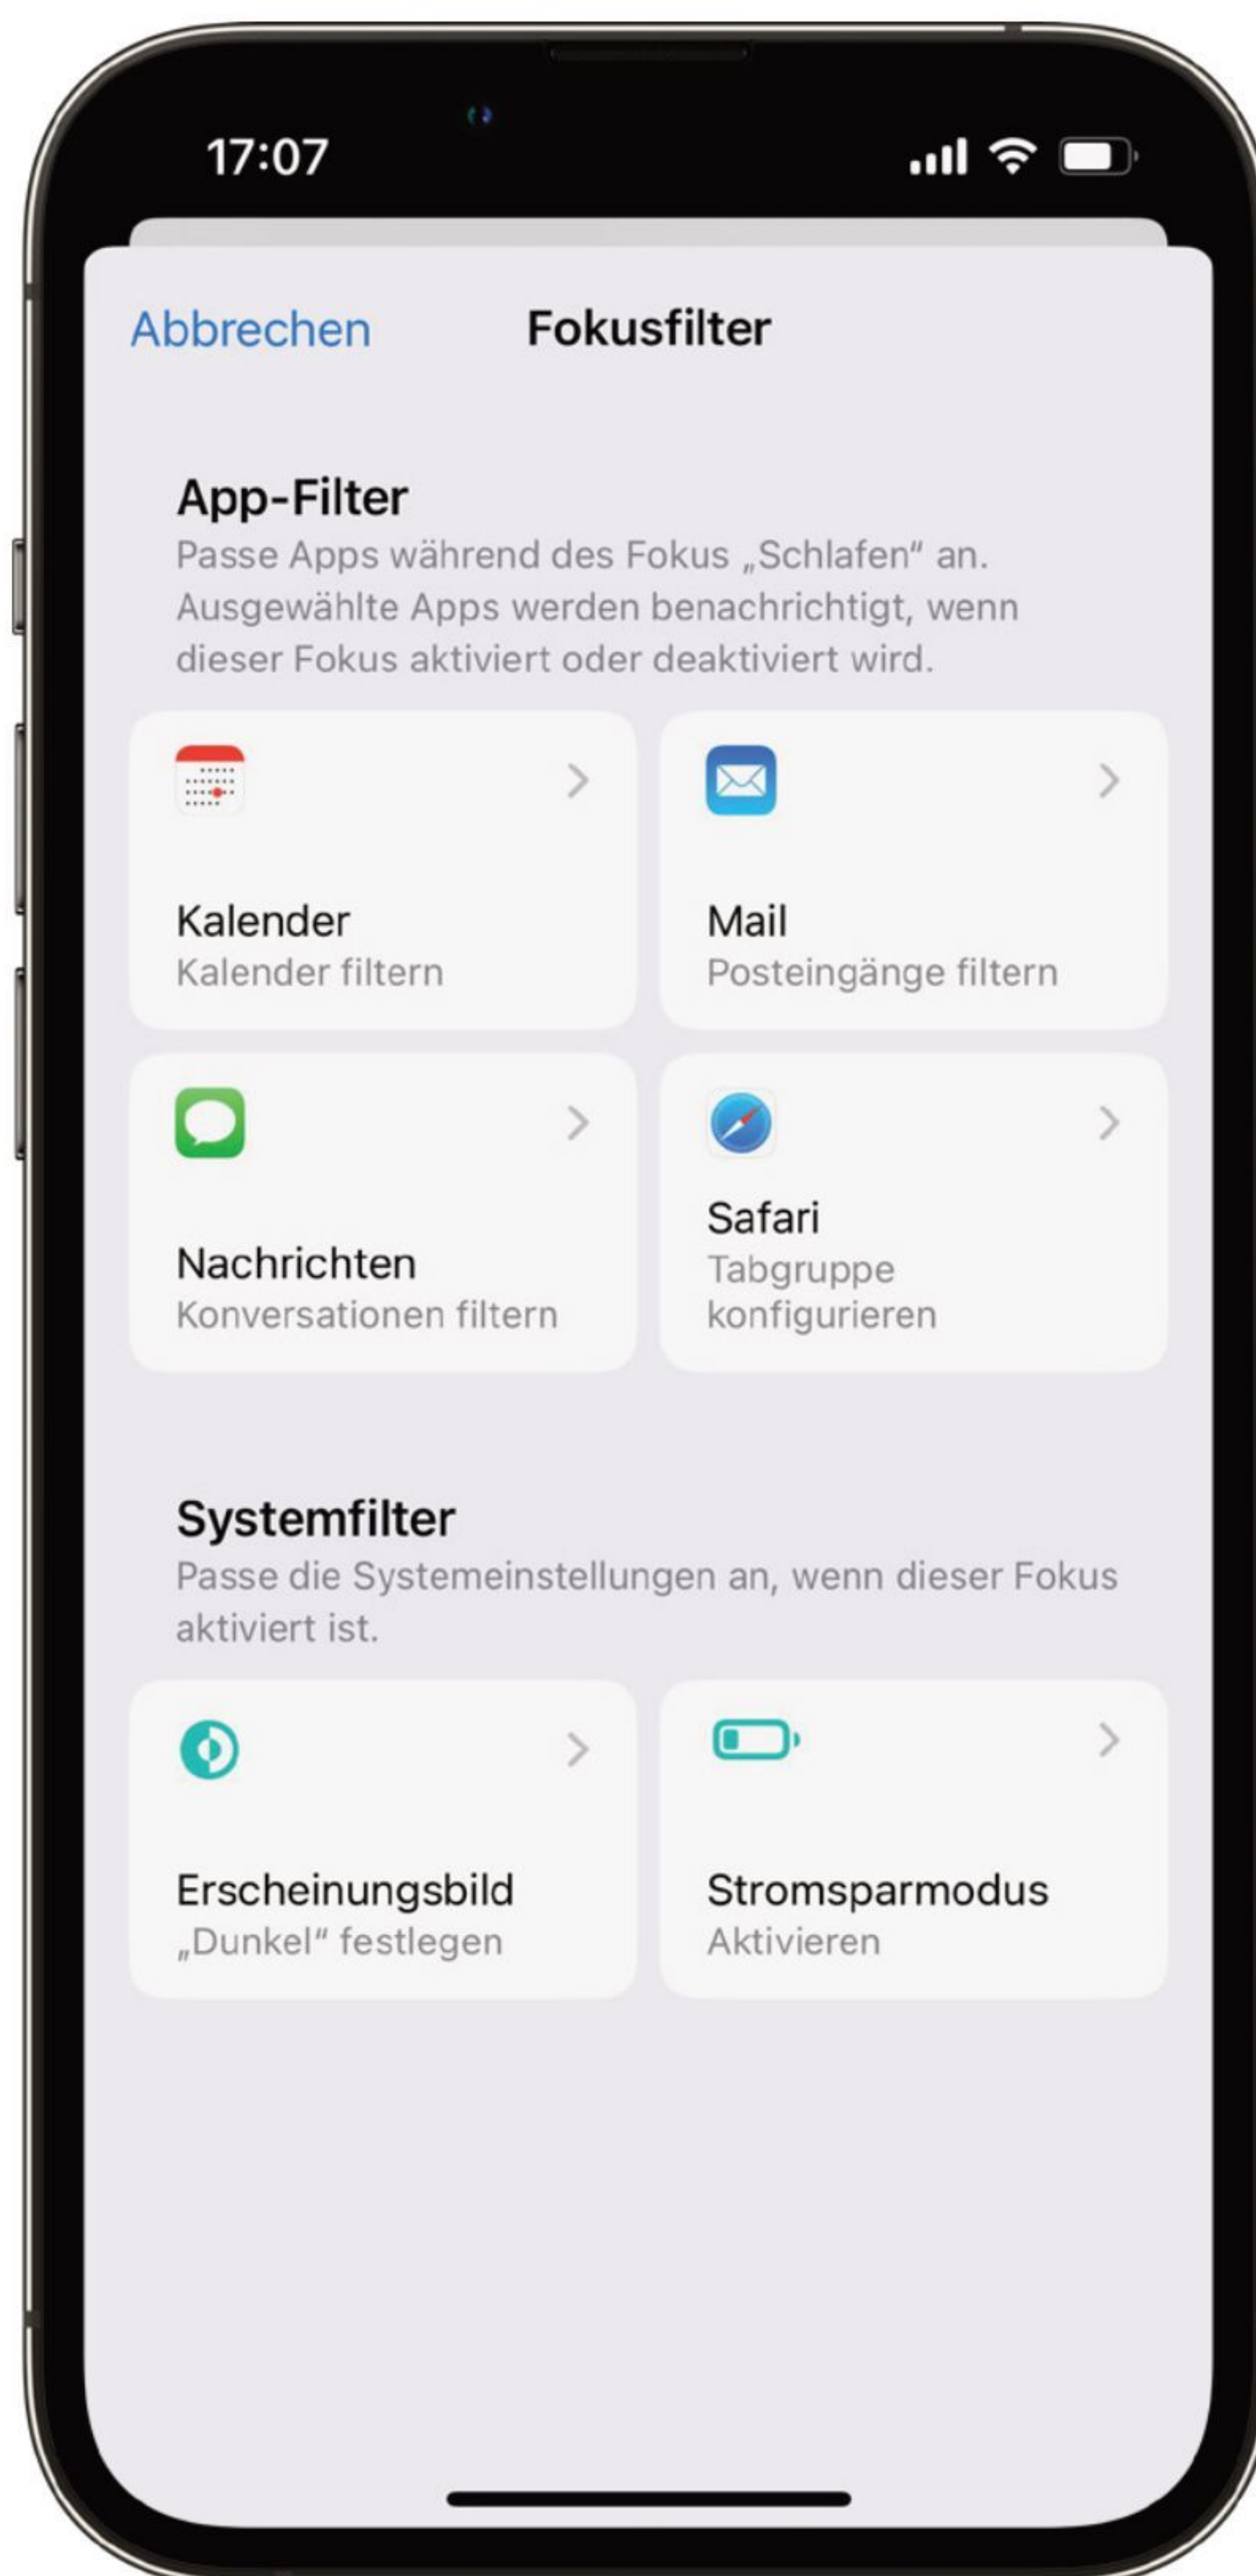 17:07
Abbrechen
Fokusfilter
App-Filter
Passe Apps während des Fokus „Schlafen“ an.
Ausgewählte Apps werden benachrichtigt, wenn
dieser Fokus aktiviert oder deaktiviert wird.
Kalender
Kalender filtern
Mail
Posteingänge filtern
Nachrichten
Konversationen filtern
Safari
Tabgruppe
konfigurieren
Systemfilter
Passe die Systemeinstellungen an, wenn dieser Fokus
aktiviert ist.
Erscheinungsbild
„Dunkel“ festlegen
Stromsparmodus
Aktivieren